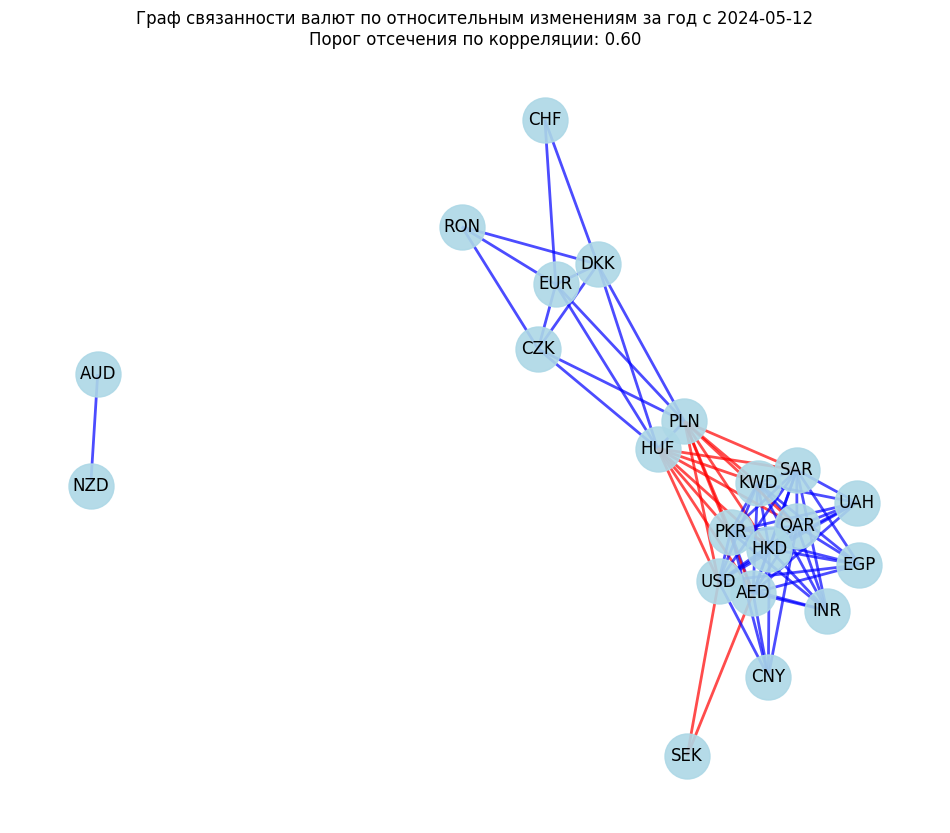 Граф связанности валют по относительным изменениям за год с 2024-05-12
Порог отсечения по корреляции: 0.60
CHF
RON
DKK
EUR
CZK
AUD
PLN
HUF
SAR
KWD
NZD
UAH
QAR
PKR
HKD
EGP
USD
AED
INR
CNY
SEK